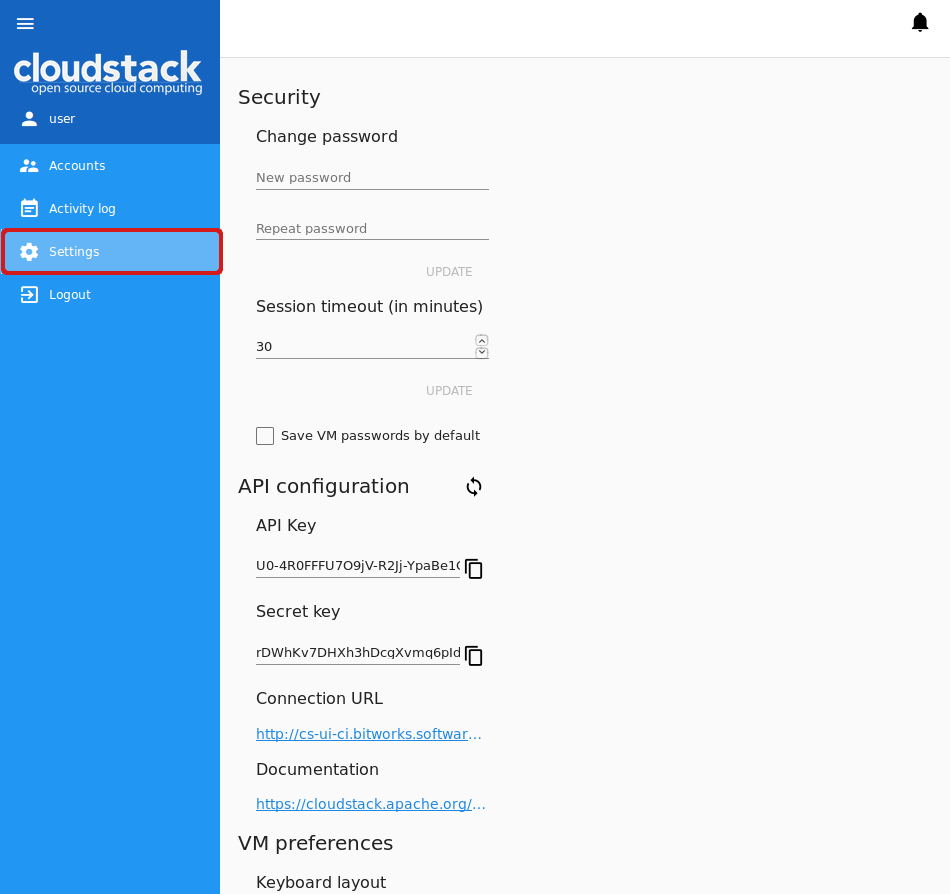 cloudstack
open source cloud computing
user
Accounts
Activity log
Settings
Logout
Security
Change password
New password
Repeat password
UPDATE
Session timeout (in minutes)
30
UPDATE
Save VM passwords by default
API configuration
API Key
U0-4R0FFFU7O9jV-R2Jj-YpaBe1
Secret key
rDWhKv7DHXh3hDcgXvmq6pId
Connection URL
http://cs-ui-ci.bitworks.softwar...
Documentation
https://cloudstack.apache.org/...
VM preferences
Keyboard layout